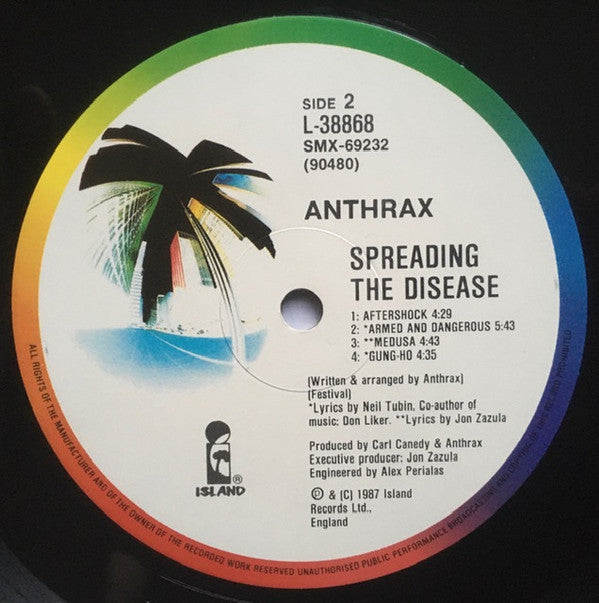 SIDE 2
L-38868
SMX-69232
(90480)
ANTHRAX
SPREADING
THE DISEASE
1: AFTERSHOCK 4:29
2: *ARMED AND DANGEROUS 5:43
3: **MEDUSA 4:43
4: *GUNG-HO 4:35
(Written & arranged by Anthrax)
(Festival)
*Lyrics by Neil Tubin, Co-author of
music: Don Liker. **Lyrics by Jon Zazula
Produced by Carl Canedy & Anthrax
Executive producer: Jon Zazula
Engineered by Alex Perialas
℗ & (C) 1987 Island
Records Ltd.,
England
ISLAND®
ALL RIGHTS OF THE MANUFACTURER AND OF THE OWNER OF THE RECORDED WORK RESERVED UNAUTHORISED PUBLIC PERFORMANCE BROADCASTING AND COPYING OF THIS RECORD PROHIBITED